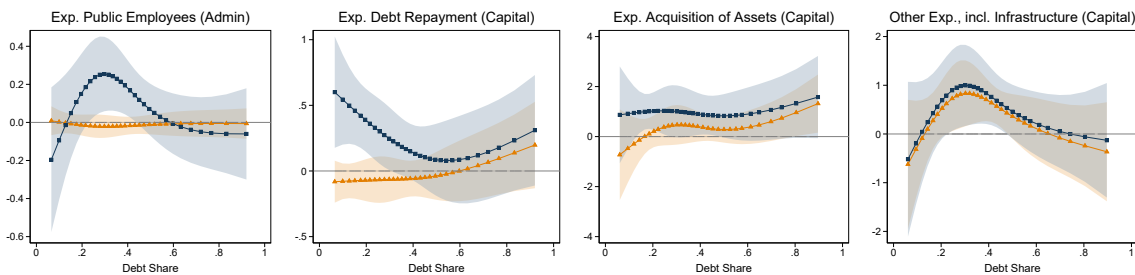 Exp. Public Employees (Admin)
0.4
0.2
0.0
-0.2
-0.4
-0.6
0 .2 .4 .6 .8 1
Debt Share
Exp. Debt Repayment (Capital)
1
.5
0
-.5
0 .2 .4 .6 .8 1
Debt Share
Exp. Acquisition of Assets (Capital)
4
2
0
-2
-4
0 .2 .4 .6 .8 1
Debt Share
Other Exp., incl. Infrastructure (Capital)
2
1
0
-1
-2
0 .2 .4 .6 .8 1
Debt Share